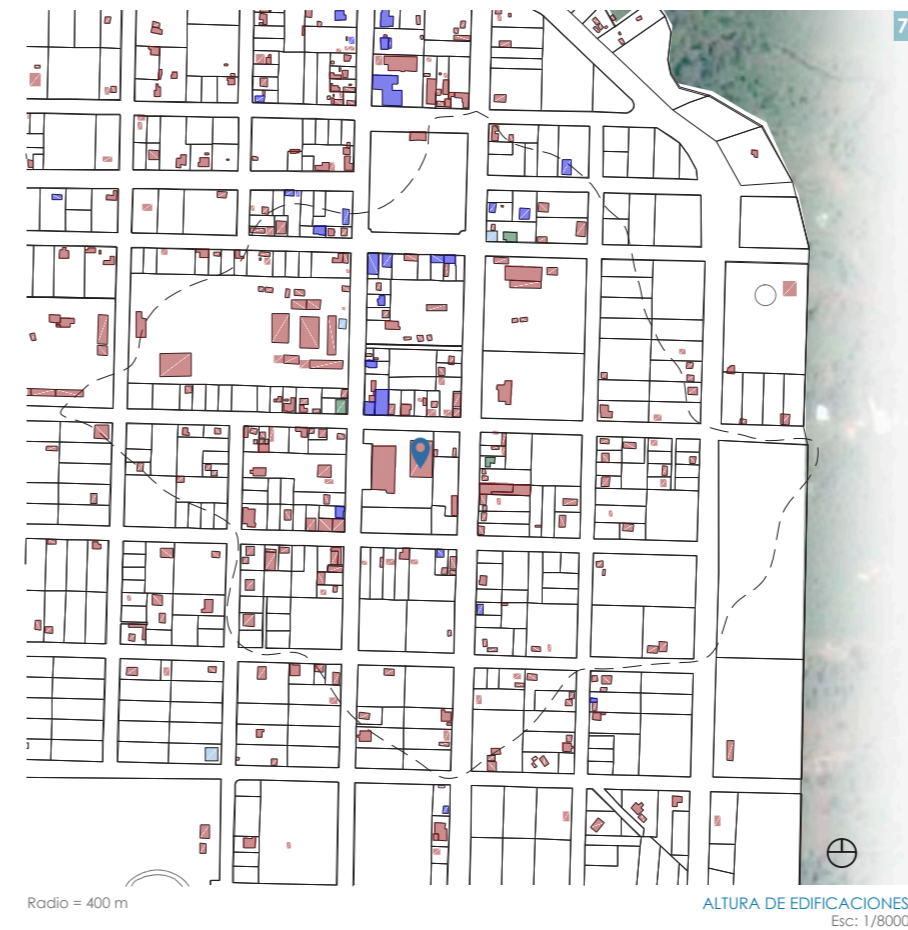 7
Radio = 400 m
ALTURA DE EDIFICACIONES
Esc: 1/8000